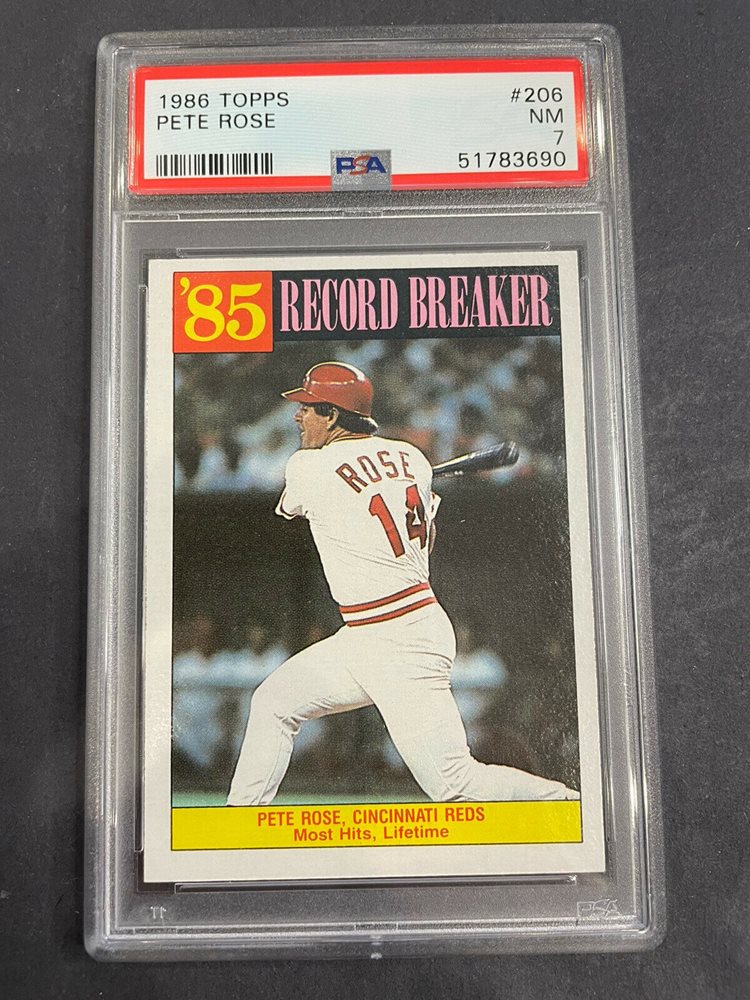 1986 TOPPS #206
PETE ROSE NM
7
PSA 51783690
'85 RECORD BREAKER
ROSE
14
PETE ROSE, CINCINNATI REDS
Most Hits, Lifetime
PSA